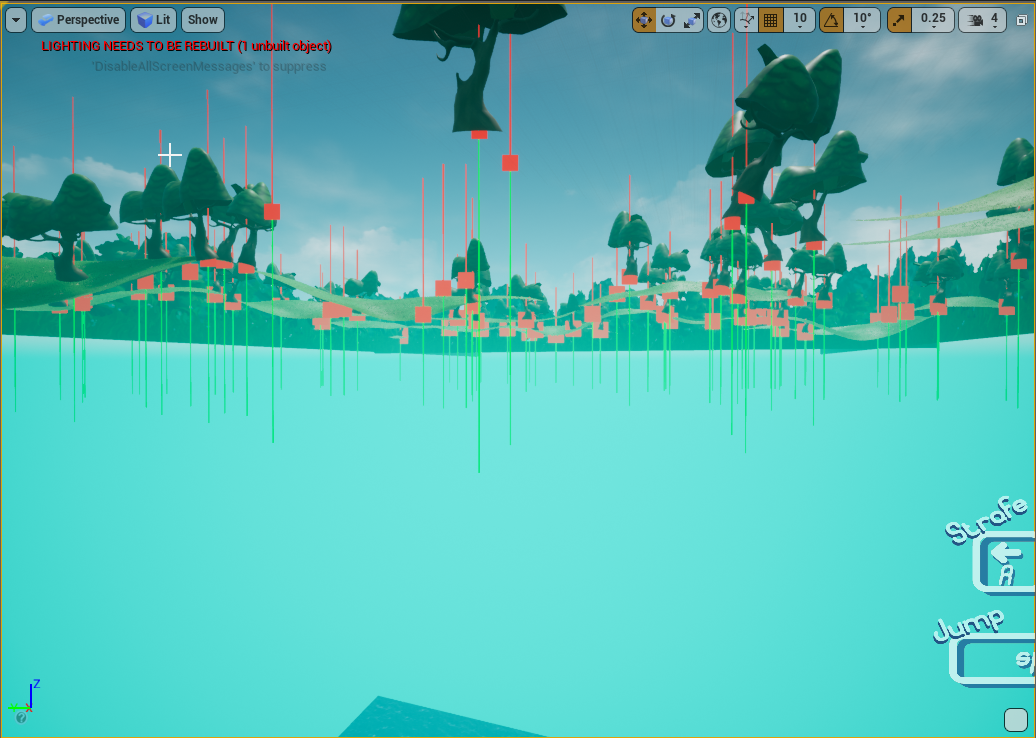 Perspective Lit Show 10 10° 0.25 4
LIGHTING NEEDS TO BE REBUILT (1 unbuilt object)
'DisableAllScreenMessages' to suppress
Strafe
A
Jump
Z
?